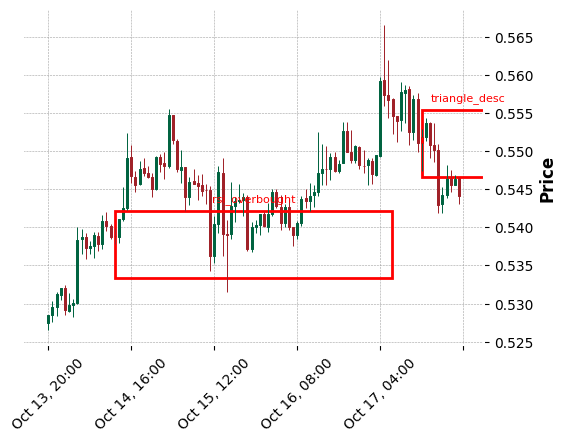 0.565
0.560
triangle_desc
0.555
0.550
rsi_overbought
0.545
0.540
0.535
0.530
0.525
Price
Oct 13, 20:00
Oct 14, 16:00
Oct 15, 12:00
Oct 16, 08:00
Oct 17, 04:00